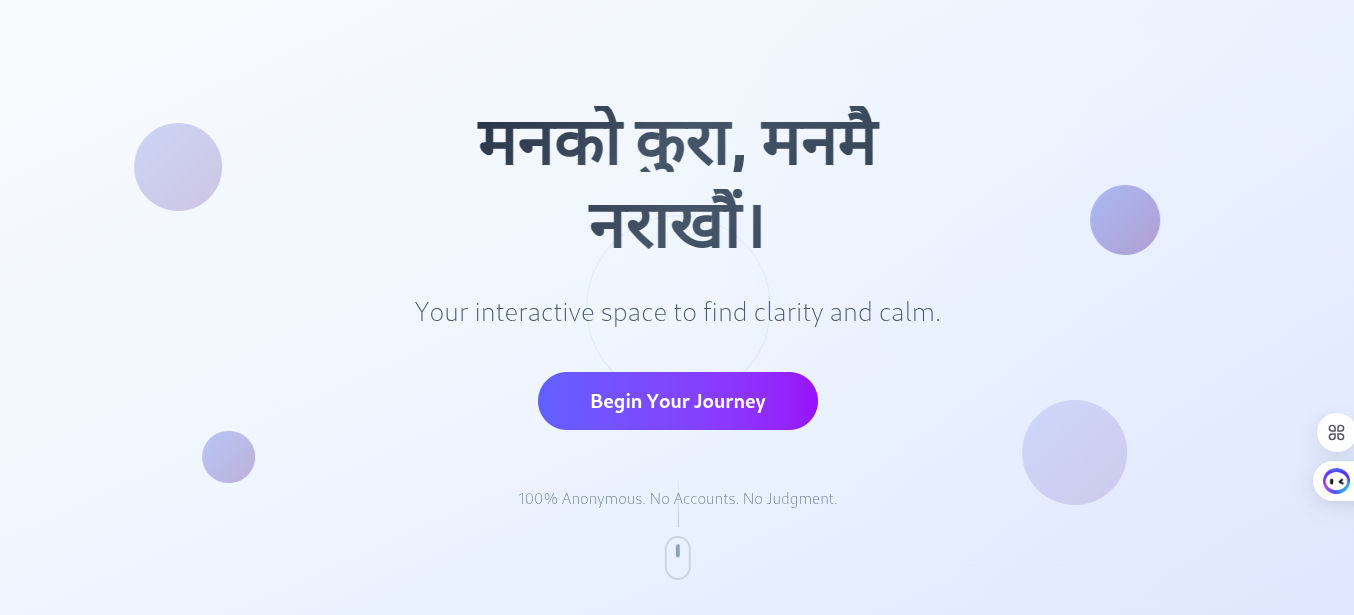 मनको कुरा, मनमै
नराखौं।
Your interactive space to find clarity and calm.
Begin Your Journey
100% Anonymous. No Accounts. No Judgment.